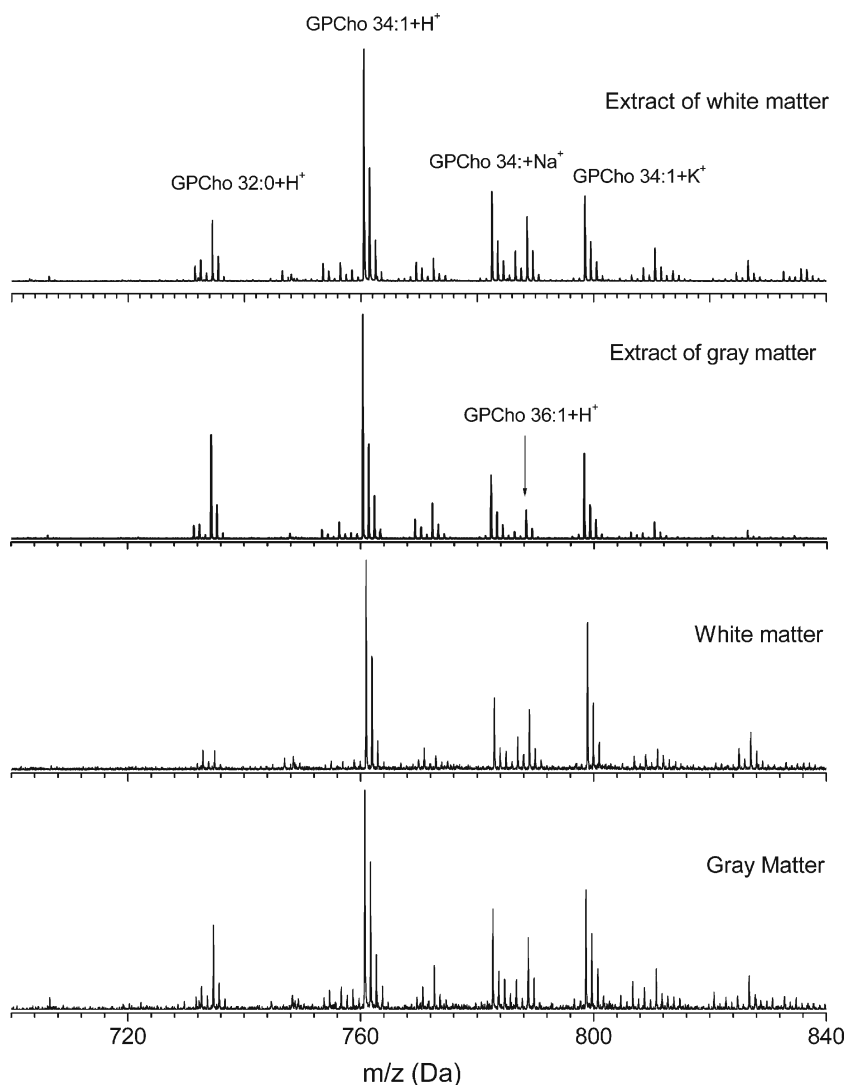 GPCho 34:1+H⁺
Extract of white matter
GPCho 32:0+H⁺
GPCho 34:+Na⁺
GPCho 34:1+K⁺
Extract of gray matter
GPCho 36:1+H⁺
White matter
Gray Matter
720 760 800 840
m/z (Da)